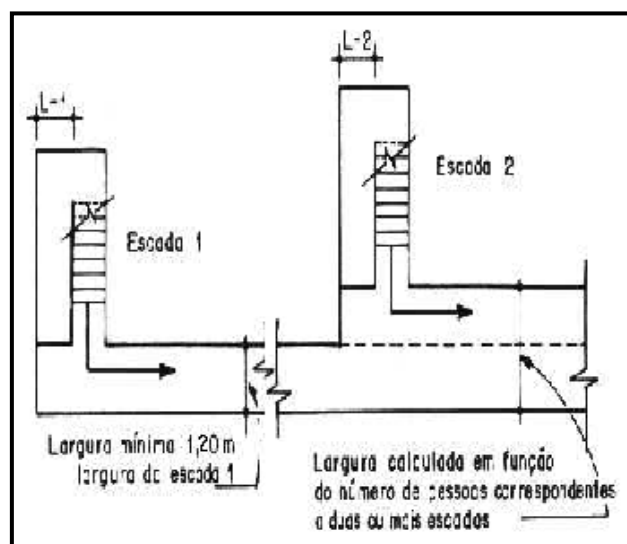 L-1
L-2
Escada 1
Escada 2
Largura mínima 1,20 m
largura da escada 1
Largura calculada em função
do número de pessoas correspondentes
a duas ou mais escadas